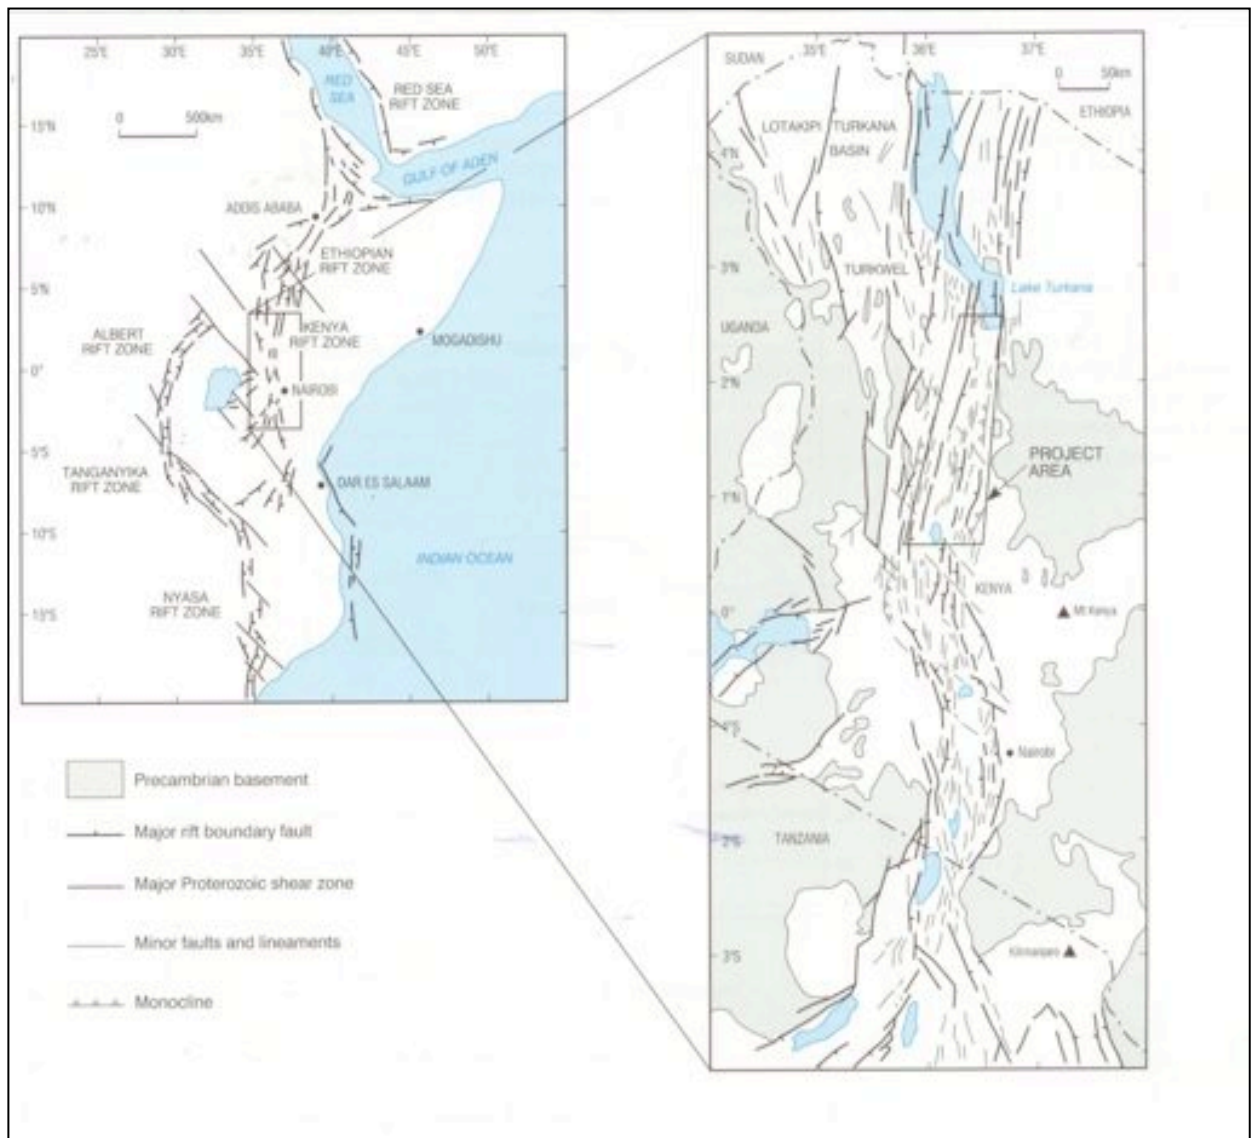 25°E
30°E
35°E
40°E
45°E
50°E
RED
SEA
RED SEA
RIFT ZONE
0
500km
15°N
GULF OF ADEN
ADDIS ABABA
10°N
ETHIOPIAN
RIFT ZONE
5°N
ALBERT
RIFT ZONE
KENYA
RIFT ZONE
MOGADISHU
0°
NAIROBI
5°S
TANGANYIKA
RIFT ZONE
DAR ES SALAAM
10°S
INDIAN OCEAN
NYASA
RIFT ZONE
15°S
Precambrian basement
Major rift boundary fault
Major Proterozoic shear zone
Minor faults and lineaments
Monocline
35°E
36°E
37°E
SUDAN
0
50km
ETHIOPIA
LOTAKIPI
TURKANA
BASIN
4°N
3°N
TURKWEL
Lake Turkana
UGANDA
2°N
PROJECT
AREA
1°N
KENYA
0°
Mt Kenya
Nairobi
TANZANIA
2°S
3°S
Kilimanjaro